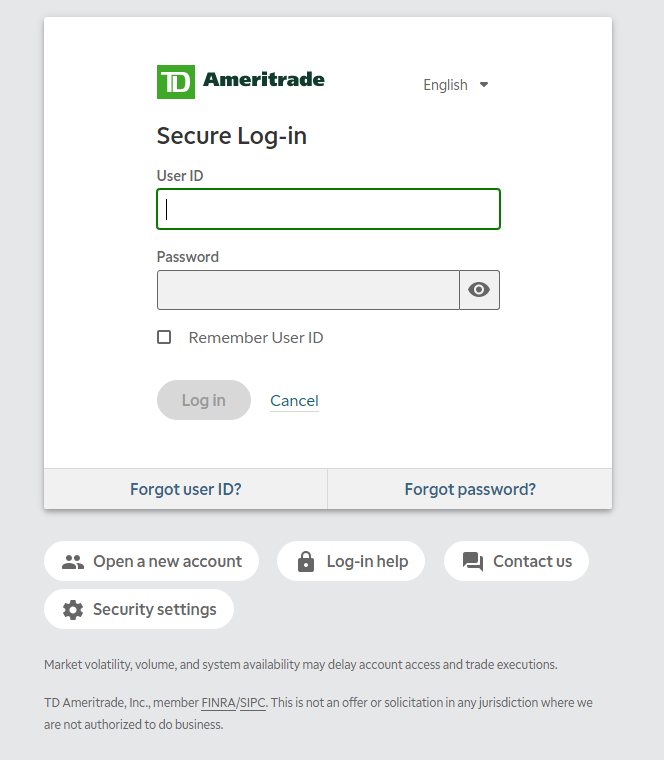 TD Ameritrade
English
Secure Log-in
User ID
Password
Remember User ID
Log in Cancel
Forgot user ID? Forgot password?
Open a new account Log-in help Contact us
Security settings
Market volatility, volume, and system availability may delay account access and trade executions.
TD Ameritrade, Inc., member FINRA/SIPC. This is not an offer or solicitation in any jurisdiction where we
are not authorized to do business.